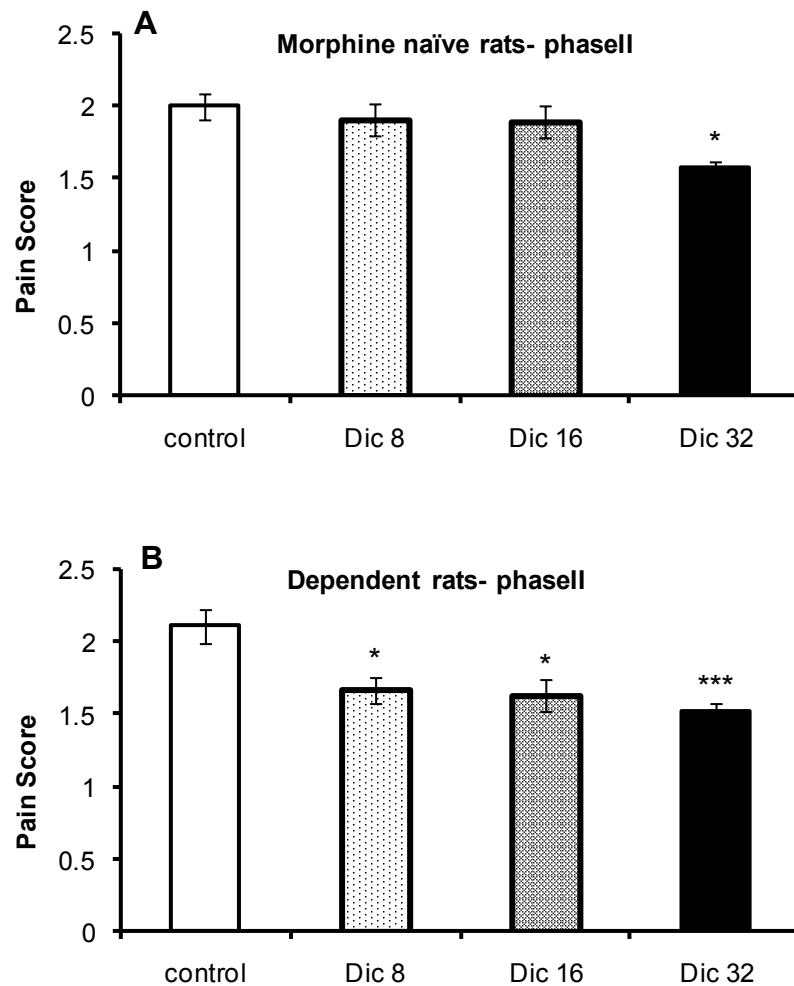 A
Morphine naïve rats- phaseII
2.5
2
1.5
1
0.5
0
Pain Score
*
control Dic 8 Dic 16 Dic 32
B
Dependent rats- phaseII
2.5
2
1.5
1
0.5
0
Pain Score
* * ***
control Dic 8 Dic 16 Dic 32